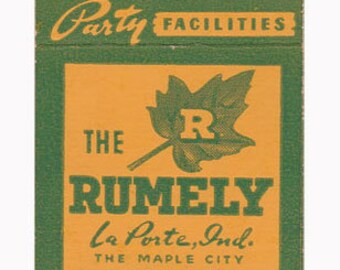 Party FACILITIES
THE
R
RUMELY
La Porte, Ind.
THE MAPLE CITY